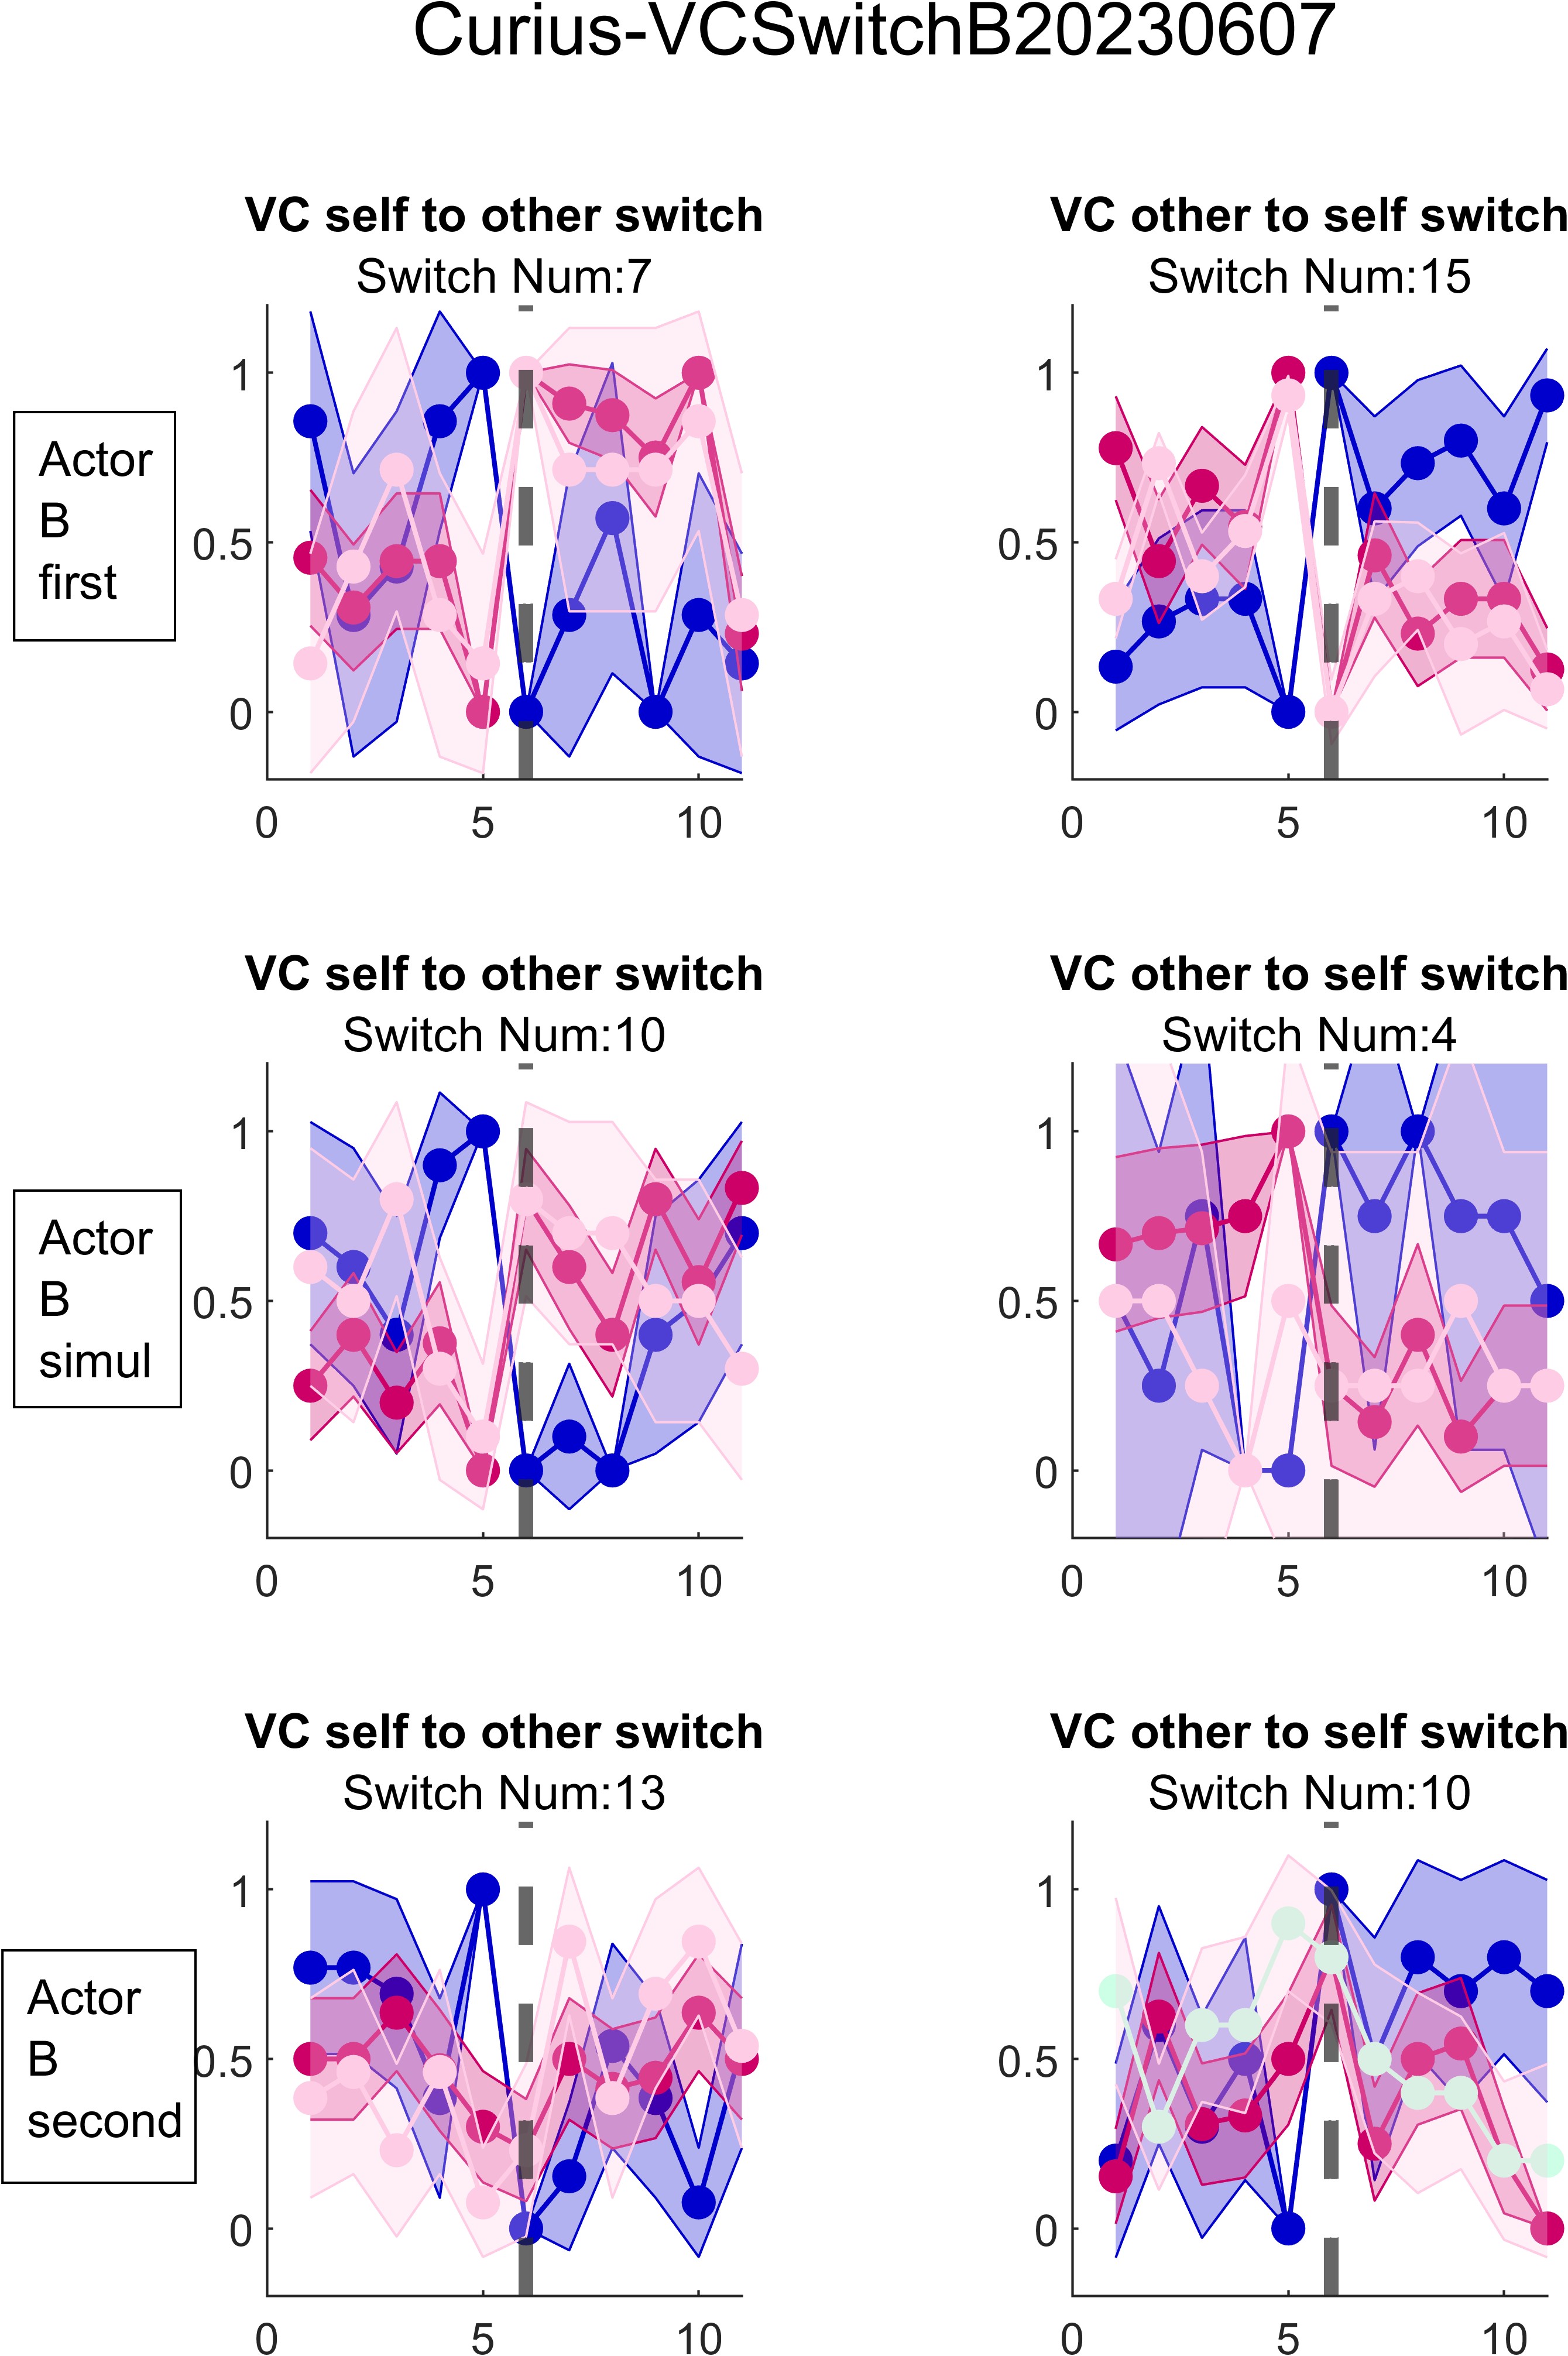 Curius-VCSwitchB20230607
VC self to other switch
Switch Num:7
VC other to self switch
Switch Num:15
Actor
B
first
1
0.5
0
0
5
10
1
0.5
0
0
5
10
VC self to other switch
Switch Num:10
VC other to self switch
Switch Num:4
Actor
B
simul
1
0.5
0
0
5
10
1
0.5
0
0
5
10
VC self to other switch
Switch Num:13
VC other to self switch
Switch Num:10
Actor
B
second
1
0.5
0
0
5
10
1
0.5
0
0
5
10